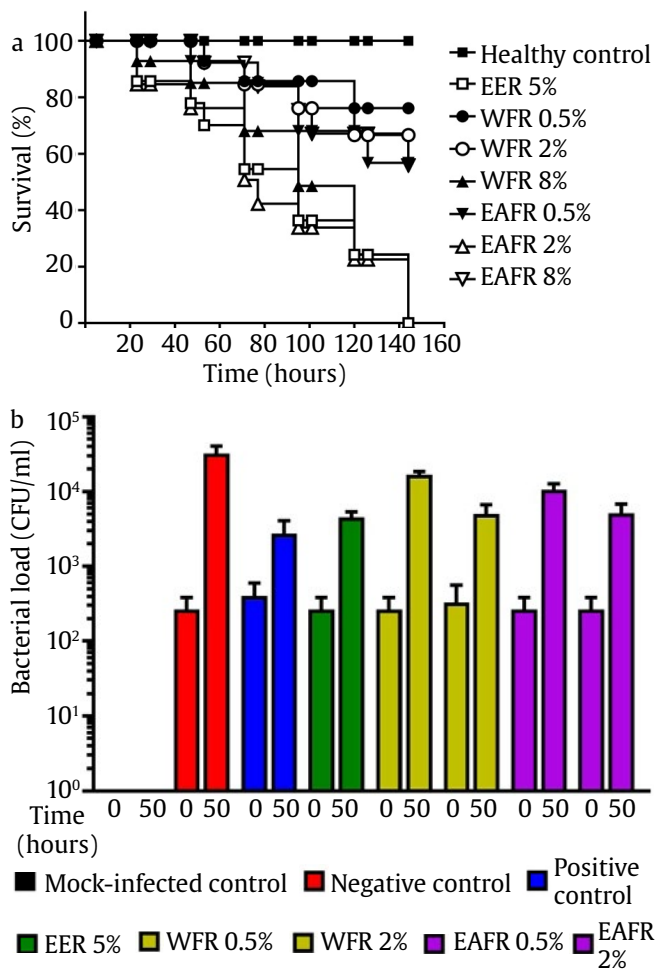 a
100
80
60
40
20
0
Survival (%)
20 40 60 80 100 120 140 160
Time (hours)
Healthy control
EER 5%
WFR 0.5%
WFR 2%
WFR 8%
EAFR 0.5%
EAFR 2%
EAFR 8%
b
10⁵
10⁴
10³
10²
10¹
10⁰
Bacterial load (CFU/ml)
Time 0 50 0 50 0 50 0 50 0 50 0 50 0 50 0 50
(hours)
Mock-infected control Negative control Positive
control
EER 5% WFR 0.5% WFR 2% EAFR 0.5% EAFR
2%